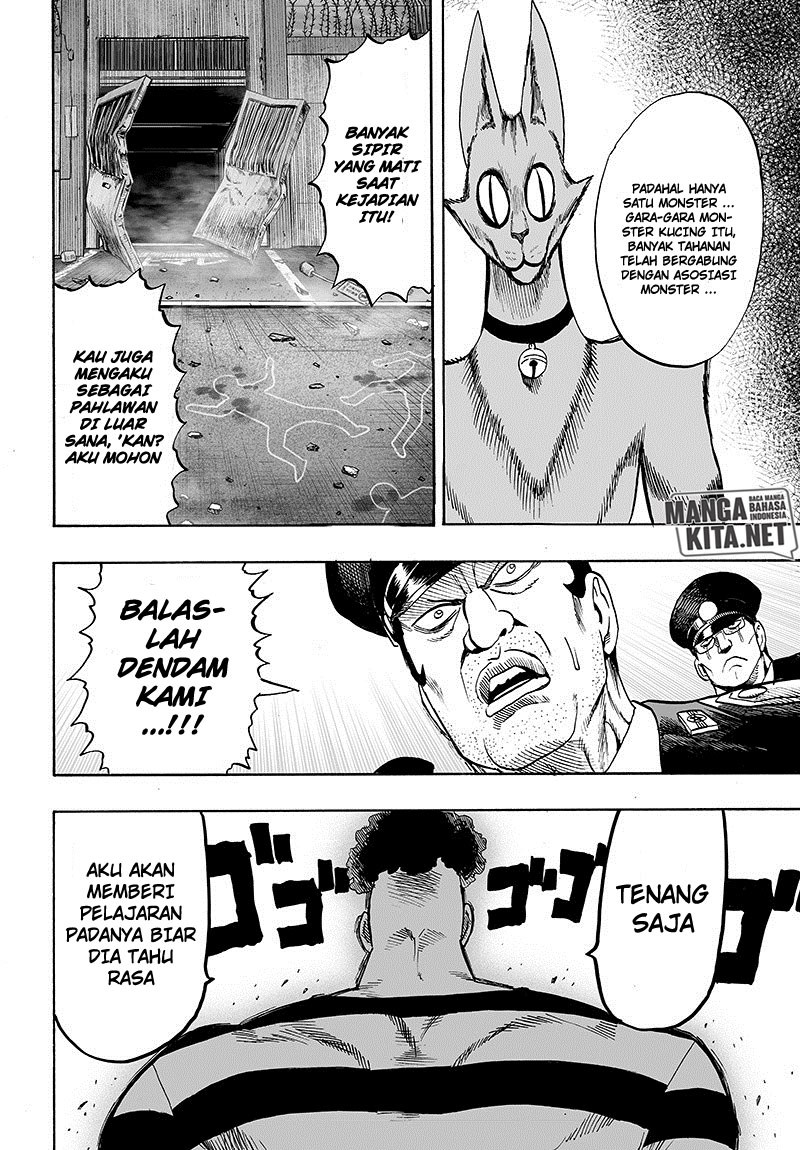 PADAHAL HANYA
SATU MONSTER ...
GARA-GARA MON-
STER KUCING ITU,
BANYAK TAHANAN
TELAH BERGABUNG
DENGAN ASOSIASI
MONSTER ...
BANYAK
SIPIR
YANG MATI
SAAT
KEJADIAN
ITU!
KAU JUGA
MENGAKU
SEBAGAI
PAHLAWAN
DI LUAR
SANA, 'KAN?
AKU MOHON
MANGA
KITA.NET
BACA MANGA
BAHASA
INDONESIA
BALAS-
LAH
DENDAM
KAMI
...!!!
TENANG
SAJA
ゴゴゴゴ
AKU AKAN
MEMBERI
PELAJARAN
PADANYA BIAR
DIA TAHU
RASA